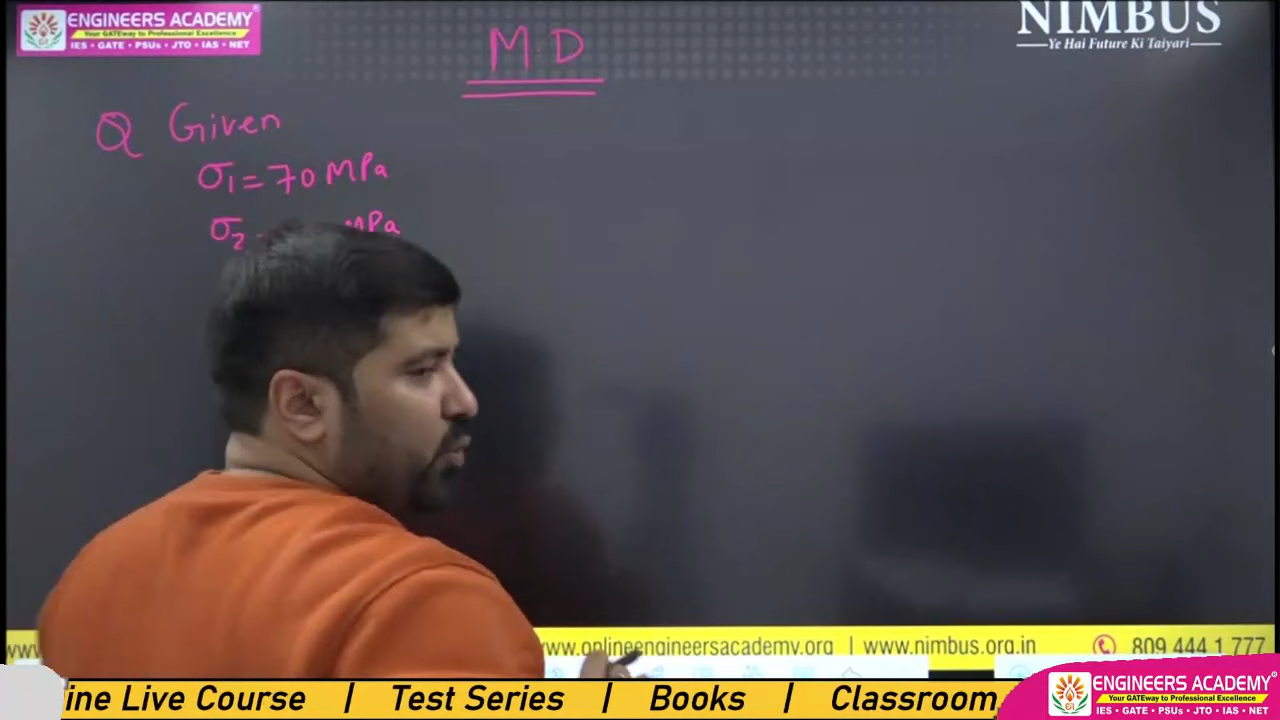 ENGINEERS ACADEMY
Your GATEway to Professional Excellence
IES • GATE • PSUs • JTO • IAS • NET
NIMBUS
Ye Hai Future Ki Taiyari
M D
Q Given
σ1 = 70 MPa
σ2 MPa
www.onlineengineersacademy.org | www.nimbus.org.in 809 444 1 777
ine Live Course | Test Series | Books | Classroom
ENGINEERS ACADEMY
Your GATEway to Professional Excellence
IES • GATE • PSUs • JTO • IAS • NET